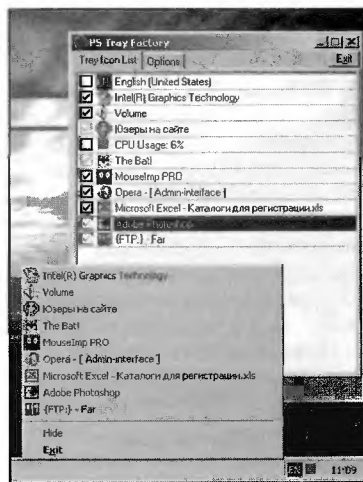 PS Tray Factory
Tray Icon List
Options
Exit
English (United States)
Intel(R) Graphics Technology
Volume
Юзеры на сайте
CPU Usage: 6%
The Bat!
MouseImp PRO
Opera - [ Admin-interface ]
Microsoft Excel - Каталоги для регистрации.xls
Adobe Photoshop
{FTP:} - Far
Intel(R) Graphics Technology
Volume
Юзеры на сайте
The Bat!
MouseImp PRO
Opera - [ Admin-interface ]
Microsoft Excel - Каталоги для регистрации.xls
Adobe Photoshop
{FTP:} - Far
Hide
Exit
EN
11:09